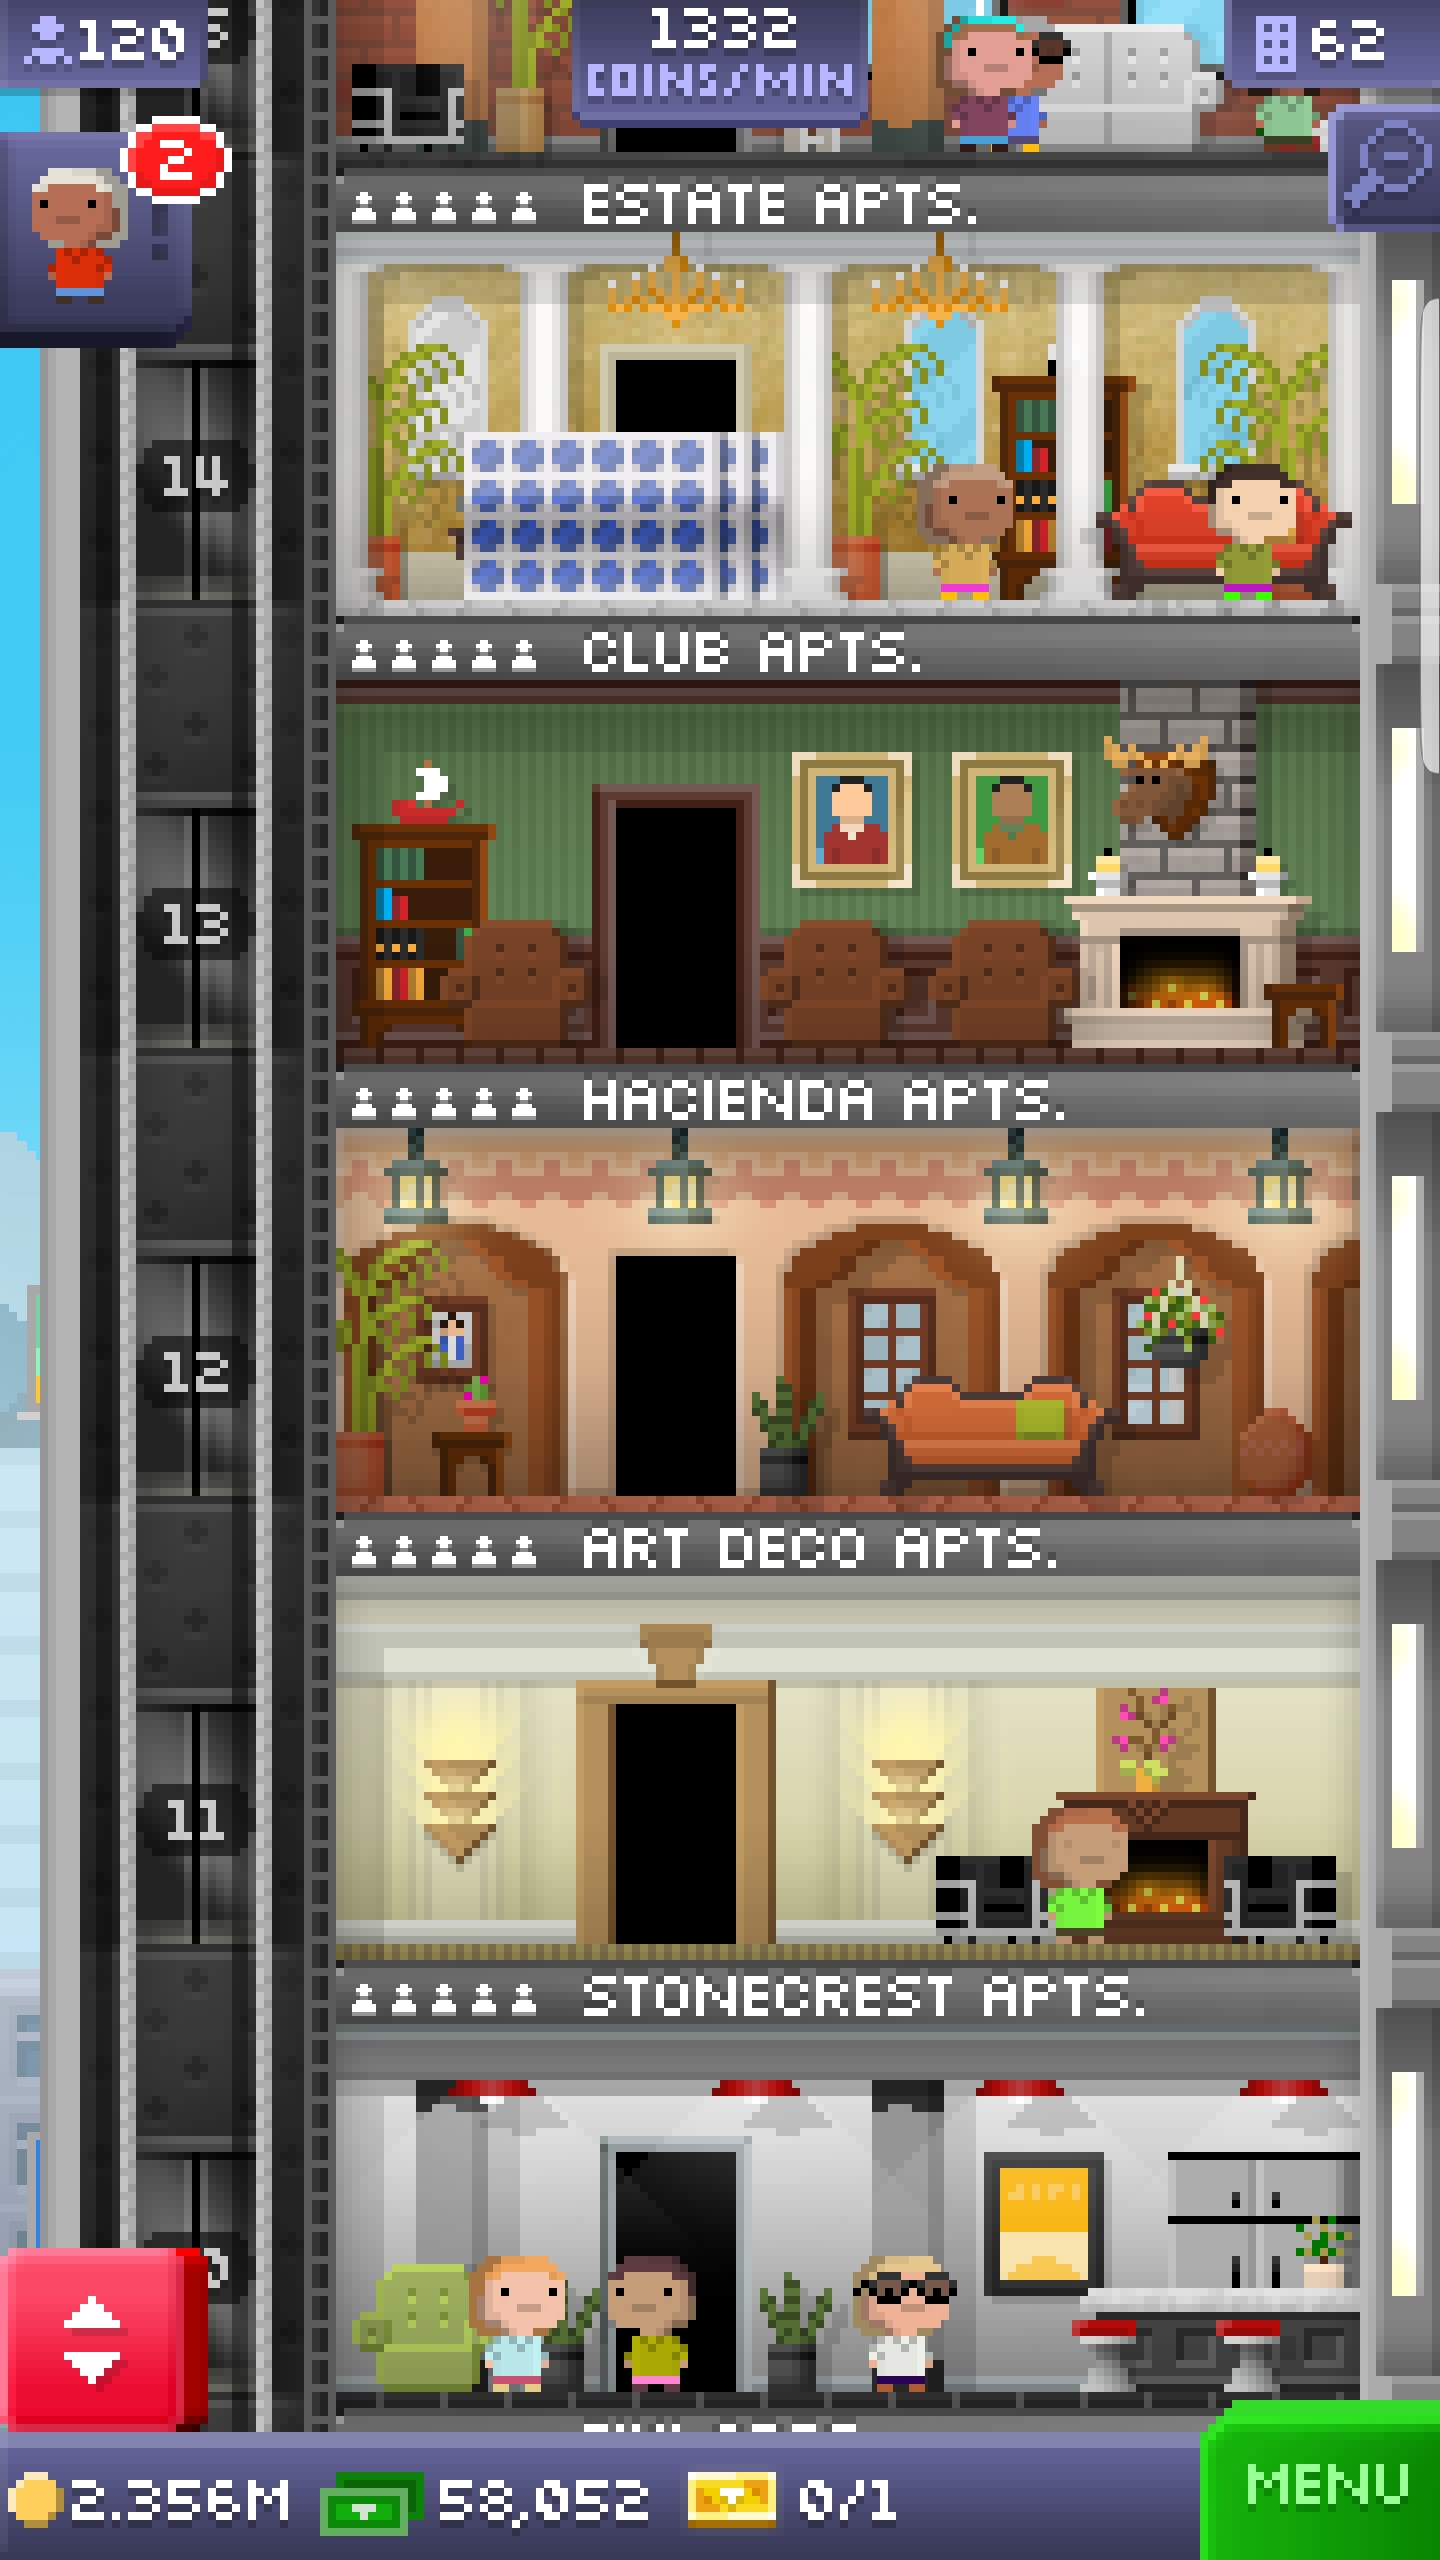 120
1332
COINS/MIN
62
2
ESTATE APTS.
14
CLUB APTS.
13
HACIENDA APTS.
12
ART DECO APTS.
11
STONECREST APTS.
2.356M
58,052
0/1
MENU